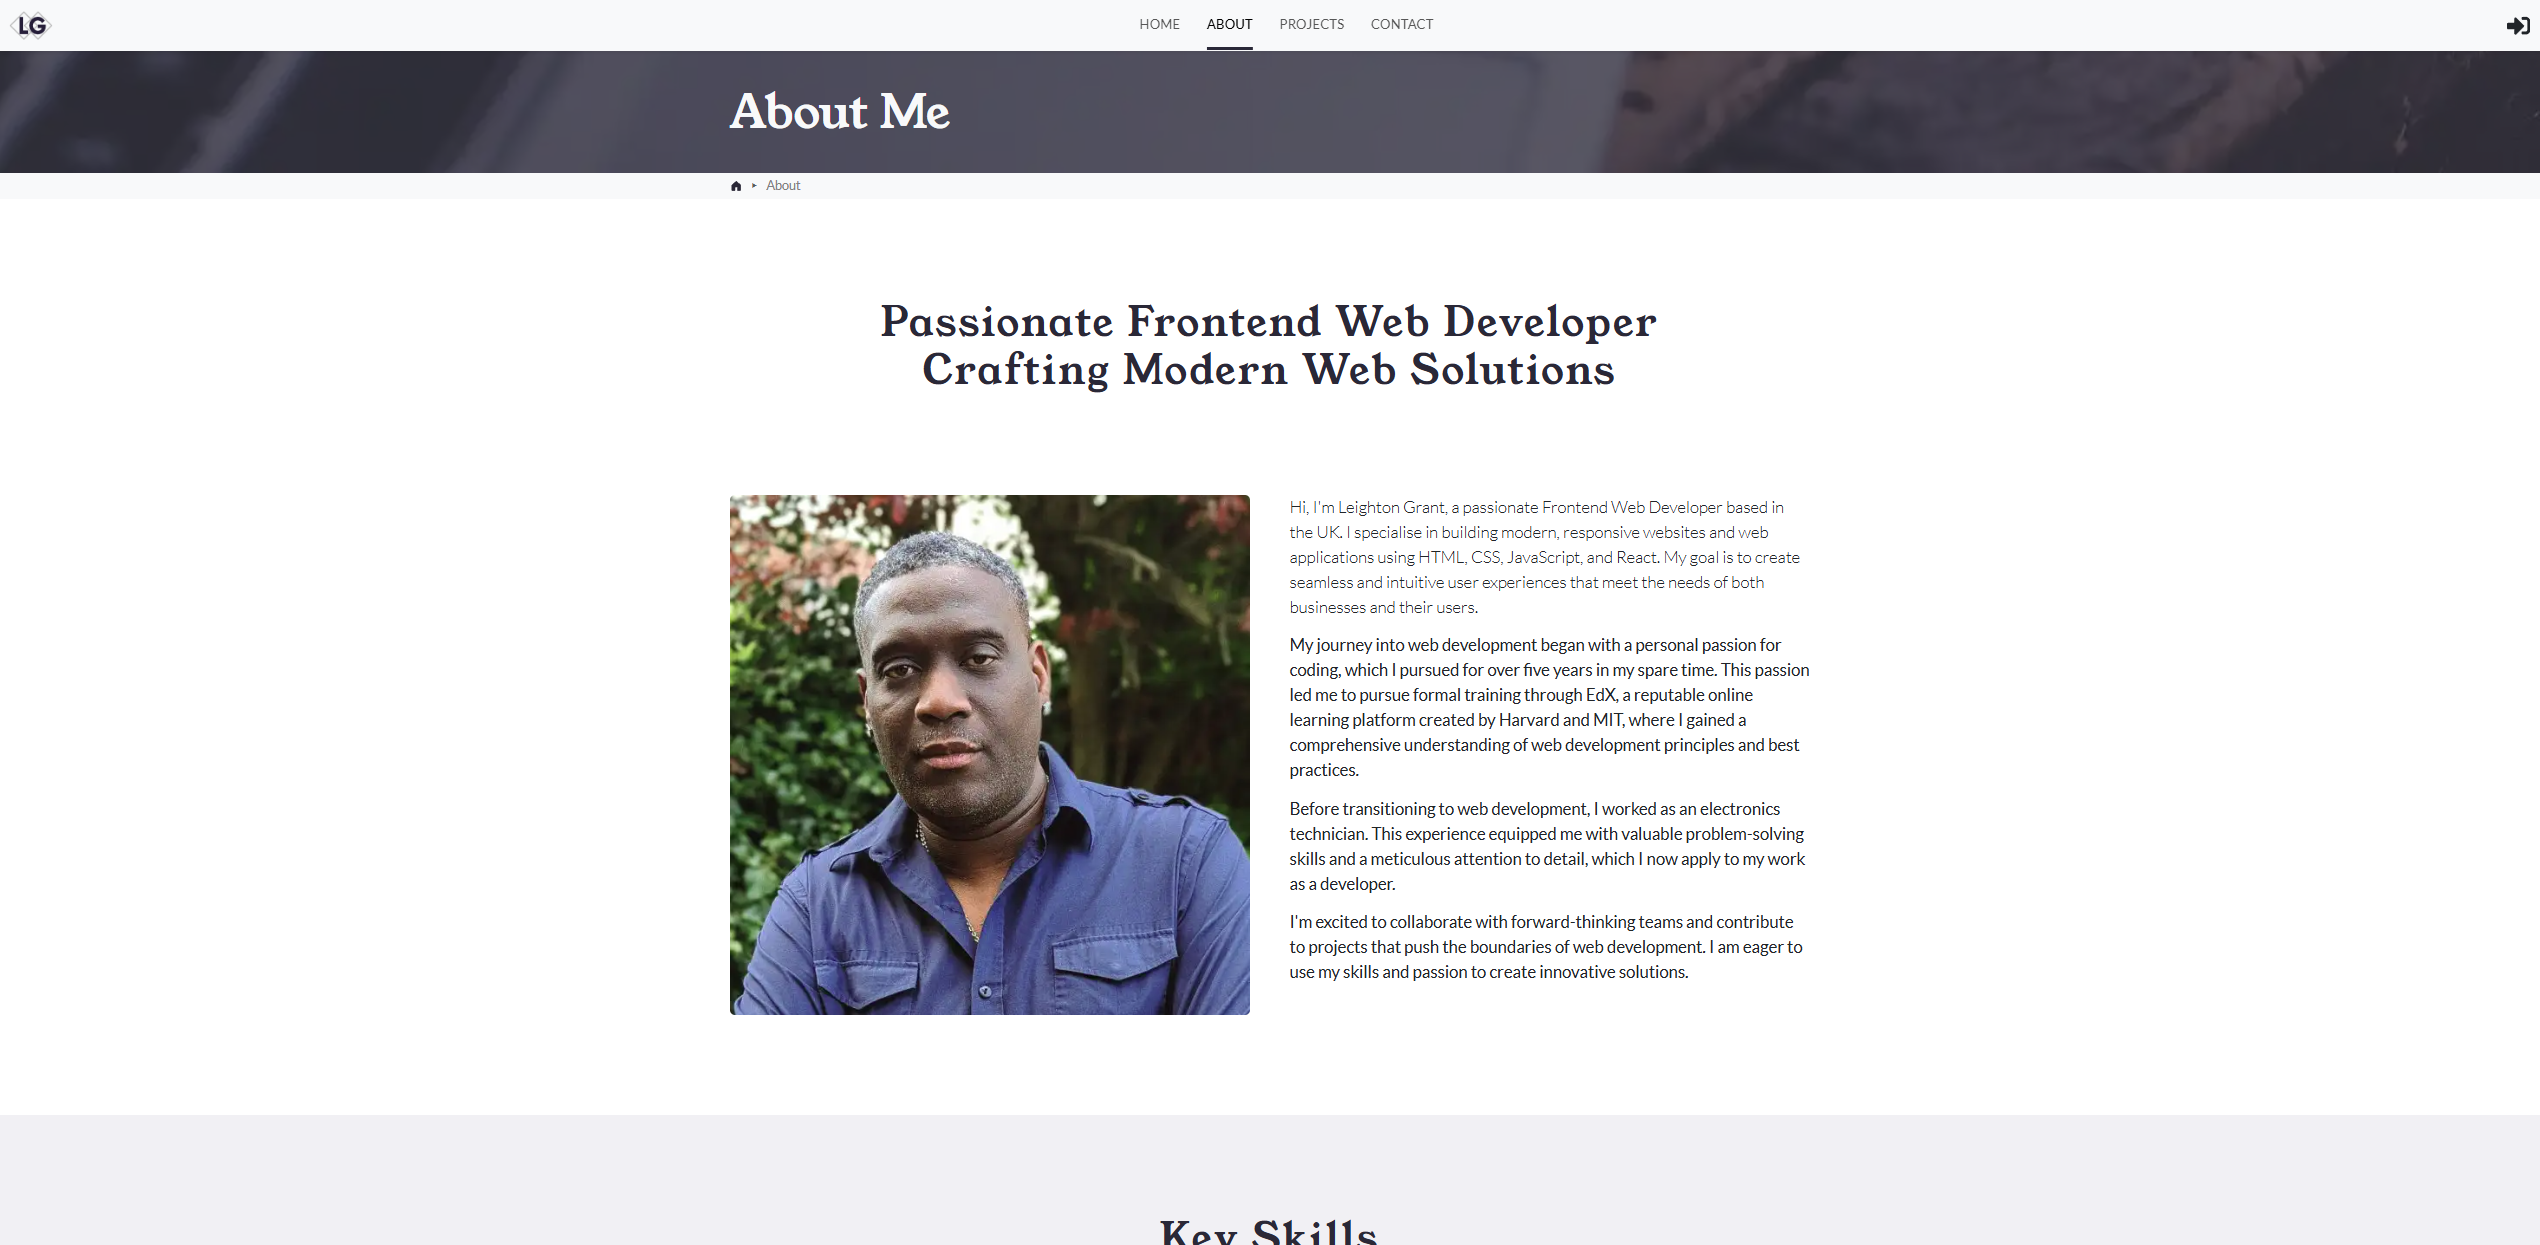 LG
HOME ABOUT PROJECTS CONTACT
About Me
About
Passionate Frontend Web Developer
Crafting Modern Web Solutions
Hi, I'm Leighton Grant, a passionate Frontend Web Developer based in
the UK. I specialise in building modern, responsive websites and web
applications using HTML, CSS, JavaScript, and React. My goal is to create
seamless and intuitive user experiences that meet the needs of both
businesses and their users.
My journey into web development began with a personal passion for
coding, which I pursued for over five years in my spare time. This passion
led me to pursue formal training through EdX, a reputable online
learning platform created by Harvard and MIT, where I gained a
comprehensive understanding of web development principles and best
practices.
Before transitioning to web development, I worked as an electronics
technician. This experience equipped me with valuable problem-solving
skills and a meticulous attention to detail, which I now apply to my work
as a developer.
I'm excited to collaborate with forward-thinking teams and contribute
to projects that push the boundaries of web development. I am eager to
use my skills and passion to create innovative solutions.
Key Skills